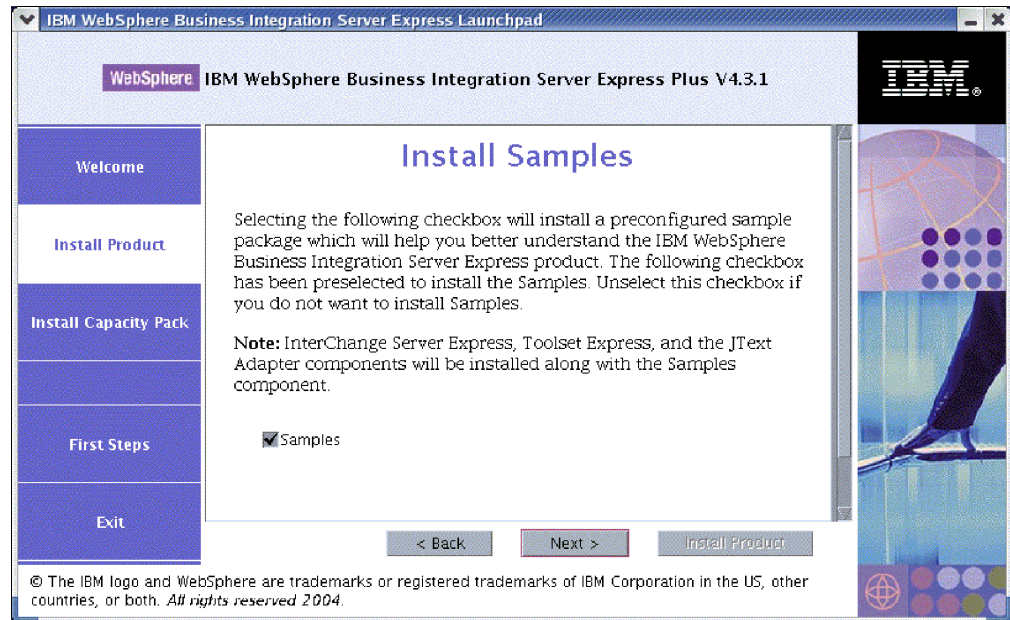 IBM WebSphere Business Integration Server Express Launchpad
WebSphere. IBM WebSphere Business Integration Server Express Plus V4.3.1
IBM®
Welcome
Install Product
Install Capacity Pack
First Steps
Exit
Install Samples
Selecting the following checkbox will install a preconfigured sample
package which will help you better understand the IBM WebSphere
Business Integration Server Express product. The following checkbox
has been preselected to install the Samples. Unselect this checkbox if
you do not want to install Samples.
Note: InterChange Server Express, Toolset Express, and the JText
Adapter components will be installed along with the Samples
component.
Samples
< Back
Next >
Install Product
© The IBM logo and WebSphere are trademarks or registered trademarks of IBM Corporation in the US, other
countries, or both. All rights reserved 2004.